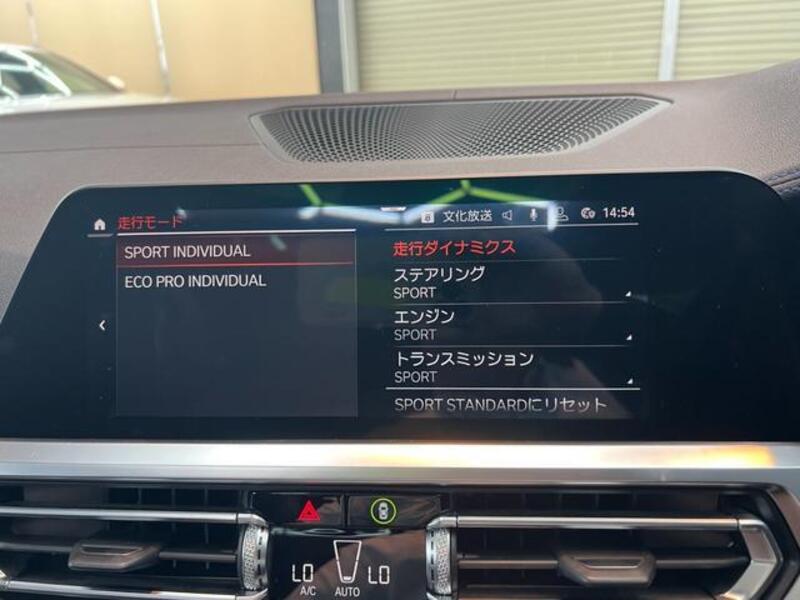 走行モード
文化放送 14:54
SPORT INDIVIDUAL
ECO PRO INDIVIDUAL
走行ダイナミクス
ステアリング
SPORT
エンジン
SPORT
トランスミッション
SPORT
SPORT STANDARDにリセット
LO LO
A/C AUTO